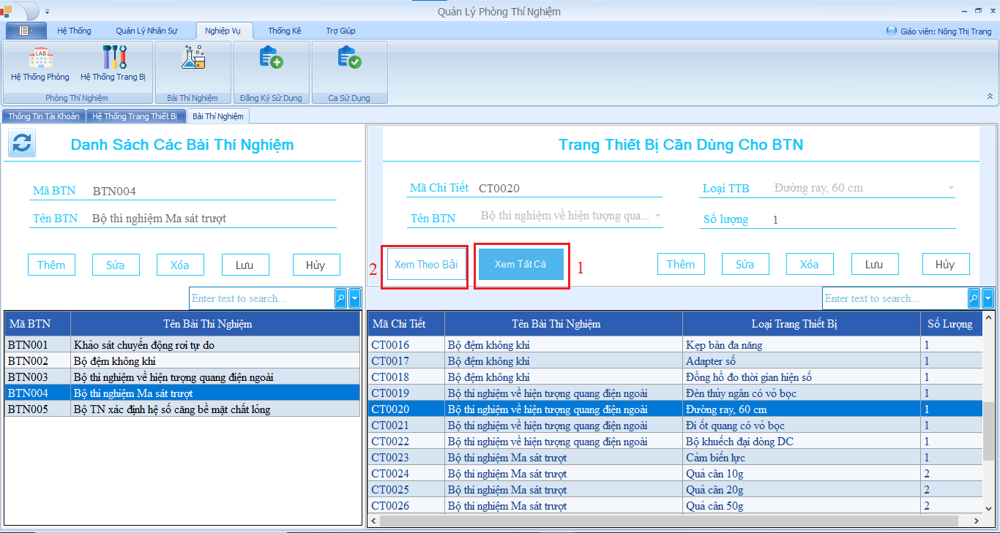 Quản Lý Phòng Thí Nghiệm
Hệ Thống Quản Lý Nhân Sự Nghiệp Vụ Thống Kê Trợ Giúp Giáo viên: Nông Thị Trang
LAB
Hệ Thống Phòng Hệ Thống Trang Bị
Phòng Thí Nghiệm Bài Thí Nghiệm Đăng Ký Sử Dụng Ca Sử Dụng
Thông Tin Tài Khoản Hệ Thống Trang Thiết Bị Bài Thí Nghiệm
Danh Sách Các Bài Thí Nghiệm
Mã BTN BTN004
Tên BTN Bộ thí nghiệm Ma sát trượt
Thêm Sửa Xóa Lưu Hủy
Enter text to search...
Mã BTN Tên Bài Thí Nghiệm
BTN001 Khảo sát chuyển động rơi tự do
BTN002 Bộ đệm không khí
BTN003 Bộ thí nghiệm về hiện tượng quang điện ngoài
BTN004 Bộ thí nghiệm Ma sát trượt
BTN005 Bộ TN xác định hệ số căng bề mặt chất lỏng
Trang Thiết Bị Cần Dùng Cho BTN
Mã Chi Tiết CT0020 Loại TTB Đường ray, 60 cm
Tên BTN Bộ thí nghiệm về hiện tượng qua... Số lượng 1
2 Xem Theo Bài Xem Tất Cả 1 Thêm Sửa Xóa Lưu Hủy
Enter text to search...
Mã Chi Tiết Tên Bài Thí Nghiệm Loại Trang Thiết Bị Số Lượng
CT0016 Bộ đệm không khí Kẹp bàn đa năng 1
CT0017 Bộ đệm không khí Adapter số 1
CT0018 Bộ đệm không khí Đồng hồ đo thời gian hiện số 1
CT0019 Bộ thí nghiệm về hiện tượng quang điện ngoài Đèn thủy ngân có vỏ bọc 1
CT0020 Bộ thí nghiệm về hiện tượng quang điện ngoài Đường ray, 60 cm 1
CT0021 Bộ thí nghiệm về hiện tượng quang điện ngoài Đi ốt quang có vỏ bọc 1
CT0022 Bộ thí nghiệm về hiện tượng quang điện ngoài Bộ khuếch đại dòng DC 1
CT0023 Bộ thí nghiệm Ma sát trượt Cảm biến lực 1
CT0024 Bộ thí nghiệm Ma sát trượt Quả cân 10g 2
CT0025 Bộ thí nghiệm Ma sát trượt Quả cân 20g 2
CT0026 Bộ thí nghiệm Ma sát trượt Quả cân 50g 2